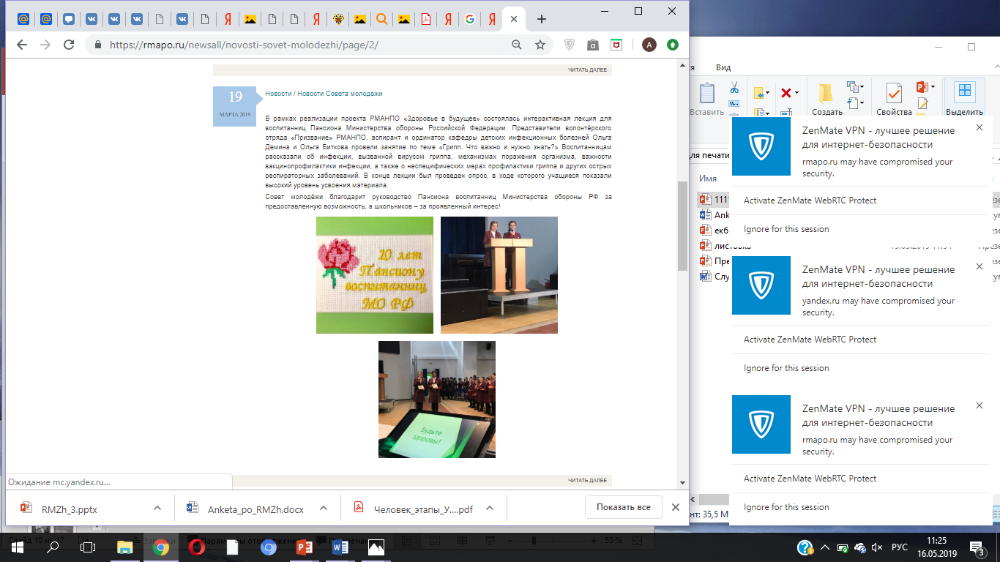 https://rmapo.ru/newsall/novosti-sovet-molodezhi/page/2/
A
ЧИТАТЬ ДАЛЕЕ
19
МАРТА 2019
Новости / Новости Совета молодежи
В рамках реализации проекта РМАНПО «Здоровье в будущее» состоялась интерактивная лекция для
воспитанниц Пансиона Министерства обороны Российской Федерации. Представители волонтёрского
отряда «Призвание» РМАНПО, аспирант и ординатор кафедры детских инфекционных болезней Ольга
Демина и Ольга Биткова провели занятие по теме «Грипп. Что важно и нужно знать?» Воспитанницам
рассказали об инфекции, вызванной вирусом гриппа, механизмах поражения организма, важности
вакцинопрофилактики инфекции, а также о неспецифических мерах профилактики гриппа и других острых
респираторных заболеваний. В конце лекции был проведен опрос, в ходе которого учащиеся показали
высокий уровень усвоения материала.
Совет молодёжи благодарит руководство Пансиона воспитанниц Министерства обороны РФ за
предоставленную возможность, а школьников – за проявленный интерес!
10 лет
Пансиону
воспитанниц
МО РФ
Будьте
здоровы!
ЧИТАТЬ ДАЛЕЕ
Ожидание mc.yandex.ru...
RMZh_3.pptx
Anketa_po_RMZh.docx
Человек_этапы_У....pdf
Показать все
Вид
Вставить
Создать
Свойства
Выделить
для печати
Имя
1111
Ank
екб
листовка
Пре
Слу
ZenMate VPN - лучшее решение
для интернет-безопасности
rmapo.ru may have compromised your
security.
Activate ZenMate WebRTC Protect
Ignore for this session
ZenMate VPN - лучшее решение
для интернет-безопасности
yandex.ru may have compromised your
security.
Activate ZenMate WebRTC Protect
Ignore for this session
ZenMate VPN - лучшее решение
для интернет-безопасности
rmapo.ru may have compromised your
security.
Activate ZenMate WebRTC Protect
Ignore for this session
нт: 35,5 М
Слайд 10 из 17
Заметки
Параметры отображения
Примечания
53 %
РУС
11:25
16.05.2019
3